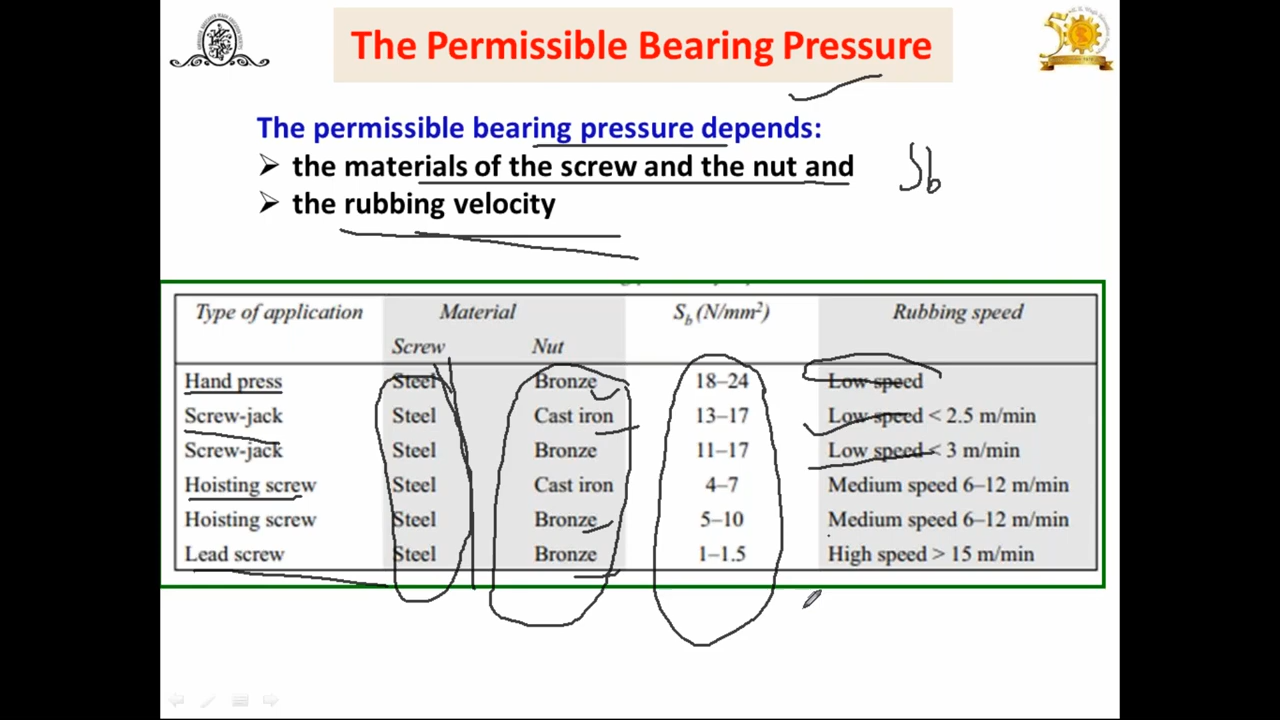 The Permissible Bearing Pressure
The permissible bearing pressure depends:
➢ the materials of the screw and the nut and
➢ the rubbing velocity
Sb
Type of application Material Sb (N/mm²) Rubbing speed
Screw Nut
Hand press Steel Bronze 18–24 Low speed
Screw-jack Steel Cast iron 13–17 Low speed < 2.5 m/min
Screw-jack Steel Bronze 11–17 Low speed < 3 m/min
Hoisting screw Steel Cast iron 4–7 Medium speed 6–12 m/min
Hoisting screw Steel Bronze 5–10 Medium speed 6–12 m/min
Lead screw Steel Bronze 1–1.5 High speed > 15 m/min